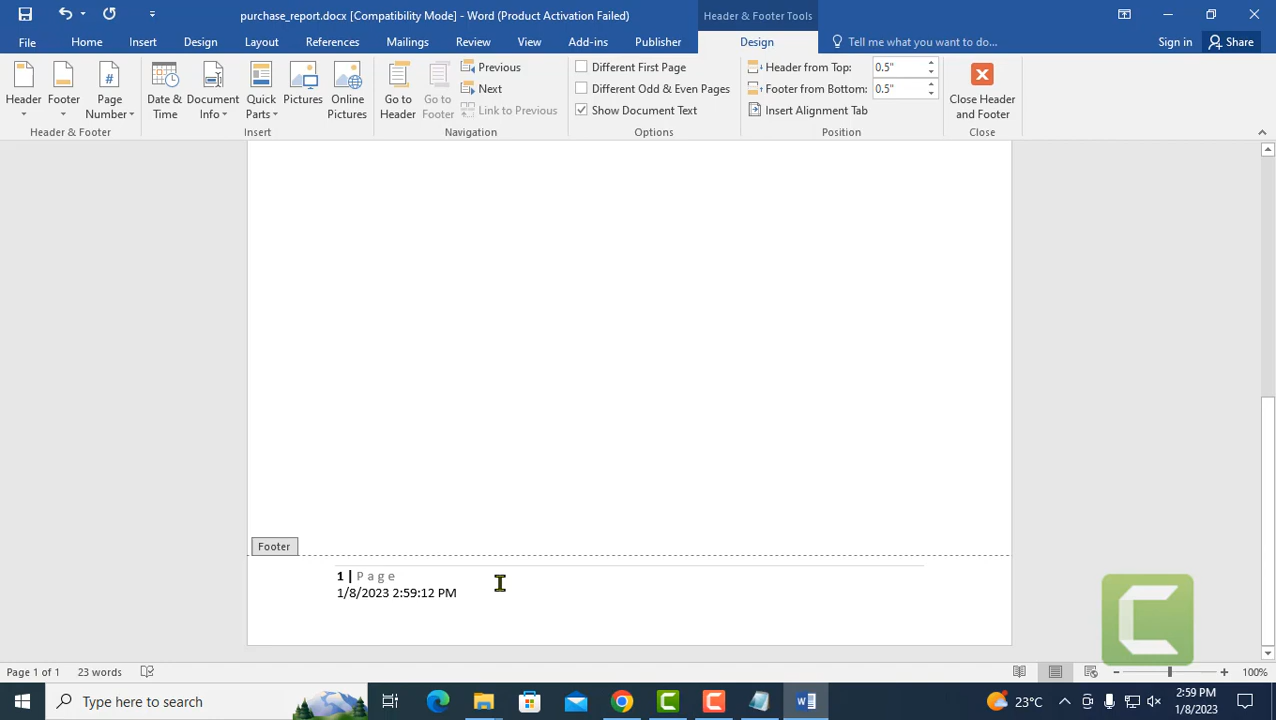 purchase_report.docx [Compatibility Mode] - Word (Product Activation Failed)
Header & Footer Tools
File
Home
Insert
Design
Layout
References
Mailings
Review
View
Add-ins
Publisher
Design
Tell me what you want to do...
Sign in
Share
Header
Footer
Page
Number
Header & Footer
Date &
Time
Document
Info
Quick
Parts
Pictures
Online
Pictures
Insert
Go to
Header
Go to
Footer
Previous
Next
Link to Previous
Navigation
Different First Page
Different Odd & Even Pages
Show Document Text
Options
Header from Top: 0.5"
Footer from Bottom: 0.5"
Insert Alignment Tab
Position
Close Header
and Footer
Close
Footer
1 | Page
1/8/2023 2:59:12 PM
Page 1 of 1
23 words
100%
Type here to search
23°C
2:59 PM
1/8/2023